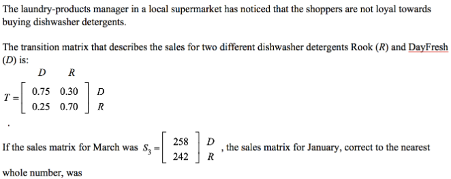 The laundry-products manager in a local supermarket has noticed that the shoppers are not loyal towards
buying dishwasher detergents.
The transition matrix that describes the sales for two different dishwasher detergents Rook (R) and DayFresh
(D) is:
D R
T = [ 0.75 0.30 ] D
[ 0.25 0.70 ] R
.
If the sales matrix for March was S₃ = [ 258 ] D , the sales matrix for January, correct to the nearest
[ 242 ] R
whole number, was